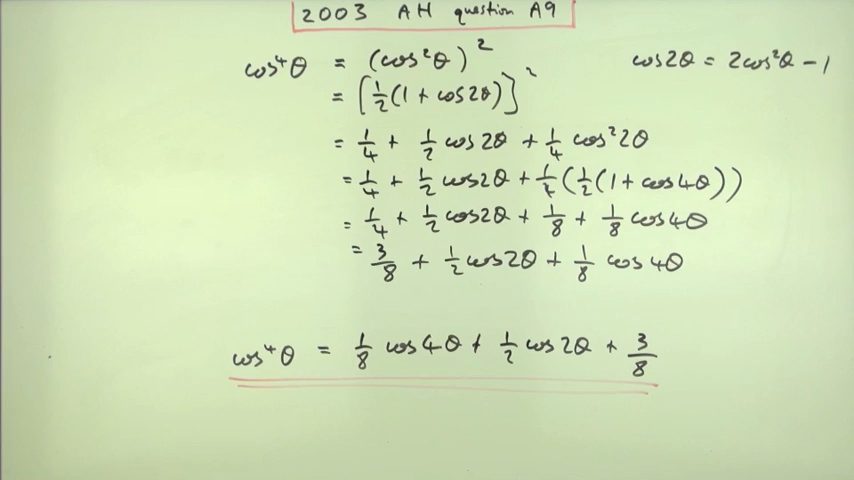 2003 AH question A9
cos⁴θ = (cos²θ)²
cos2θ = 2cos²θ − 1
= [½(1 + cos2θ)]²
= 1/4 + 1/2 cos 2θ + 1/4 cos²2θ
= 1/4 + 1/2 cos2θ + 1/4(1/2(1 + cos4θ))
= 1/4 + 1/2 cos2θ + 1/8 + 1/8 cos4θ
= 3/8 + 1/2 cos2θ + 1/8 cos4θ
cos⁴θ = 1/8 cos4θ + 1/2 cos2θ + 3/8